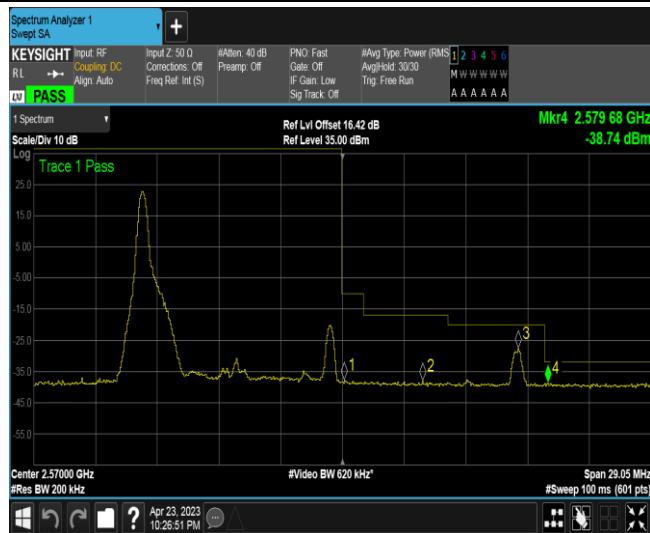 Spectrum Analyzer 1
Swept SA
+
KEYSIGHT Input: RF Input Z: 50 Ω #Atten: 40 dB PNO: Fast #Avg Type: Power (RMS 1 2 3 4 5 6
RL Coupling: DC Corrections: Off Preamp: Off Gate: Off Avg|Hold: 30/30 M W W W W W
Align: Auto Freq Ref: Int (S) IF Gain: Low Trig: Free Run
LXI PASS Sig Track: Off A A A A A A
1 Spectrum Ref Lvl Offset 16.42 dB Mkr4 2.579 68 GHz
Scale/Div 10 dB Ref Level 35.00 dBm -38.74 dBm
Log
Trace 1 Pass
25.0
15.0
5.00
-5.00
-15.0
3
-25.0
1 2 4
-35.0
-45.0
-55.0
Center 2.57000 GHz #Video BW 620 kHz* Span 29.05 MHz
#Res BW 200 kHz #Sweep 100 ms (601 pts)
? Apr 23, 2023
10:26:51 PM